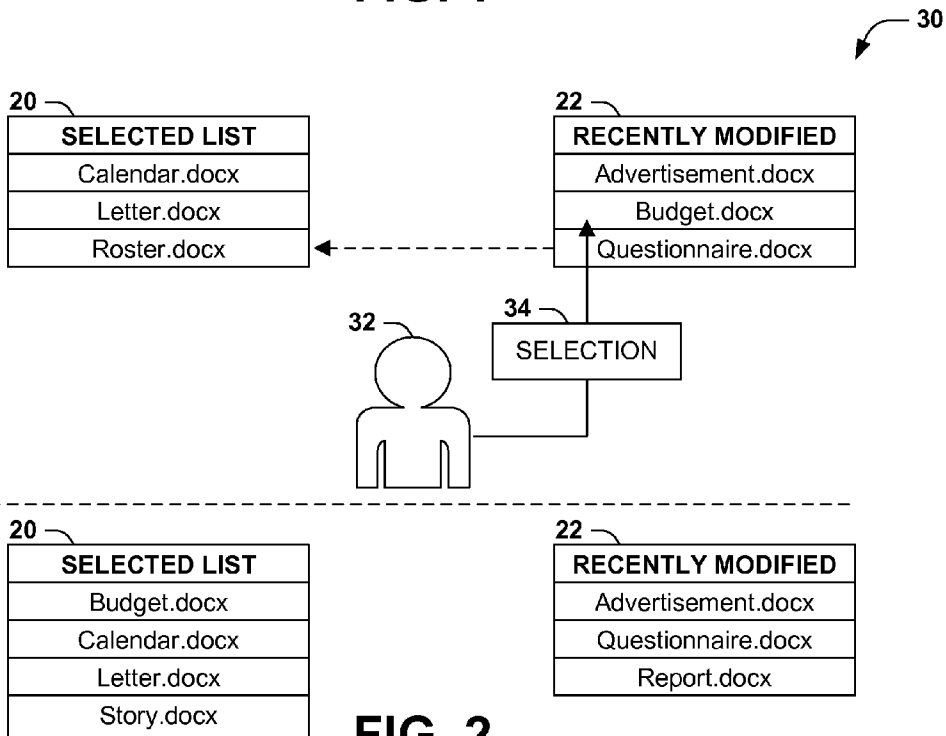 30
20
22
SELECTED LIST
RECENTLY MODIFIED
Calendar.docx
Advertisement.docx
Letter.docx
Budget.docx
Roster.docx
Questionnaire.docx
34
32
SELECTION
20
22
SELECTED LIST
RECENTLY MODIFIED
Budget.docx
Advertisement.docx
Calendar.docx
Questionnaire.docx
Letter.docx
Report.docx
Story.docx
FIG. 2